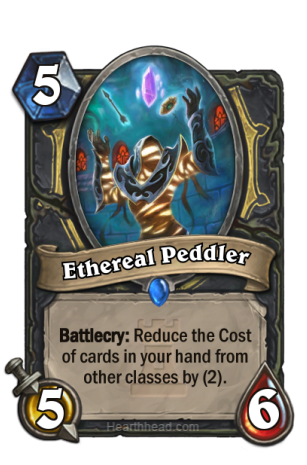 5
Ethereal Peddler
Battlecry: Reduce the Cost
of cards in your hand from
other classes by (2).
5
6
Hearthhead.com